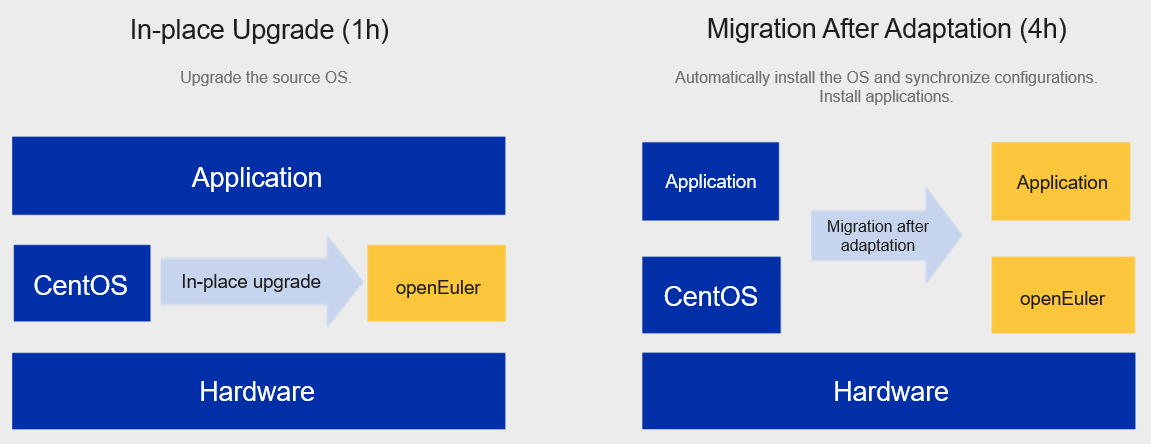 In-place Upgrade (1h)
Upgrade the source OS.
Application
CentOS
In-place upgrade
openEuler
Hardware
Migration After Adaptation (4h)
Automatically install the OS and synchronize configurations.
Install applications.
Application
Migration after
adaptation
Application
CentOS
openEuler
Hardware